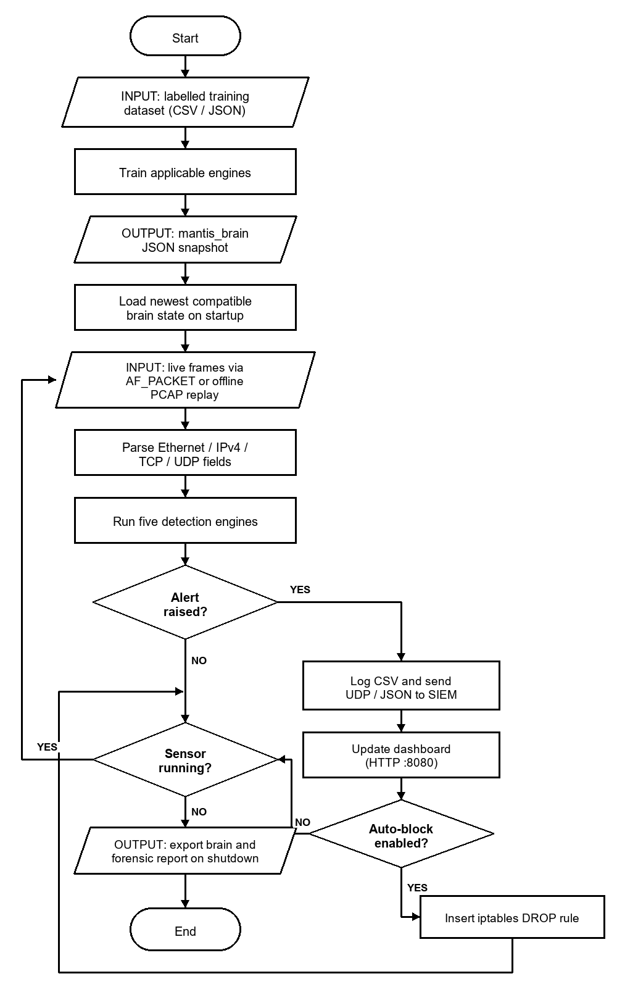 Start
INPUT: labelled training
dataset (CSV / JSON)
Train applicable engines
OUTPUT: mantis_brain
JSON snapshot
Load newest compatible
brain state on startup
INPUT: live frames via
AF_PACKET or offline
PCAP replay
Parse Ethernet / IPv4 /
TCP / UDP fields
Run five detection engines
Alert
raised?
YES
NO
Log CSV and send
UDP / JSON to SIEM
Update dashboard
(HTTP :8080)
Sensor
running?
YES
NO
Auto-block
enabled?
NO
YES
OUTPUT: export brain and
forensic report on shutdown
Insert iptables DROP rule
End